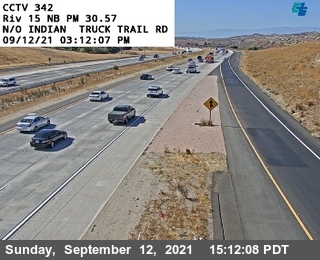 CCTV 342
Riv 15 NB PM 30.57
N/O INDIAN TRUCK TRAIL RD
09/12/21 03:12:07 PM
Sunday, September 12, 2021 15:12:08 PDT